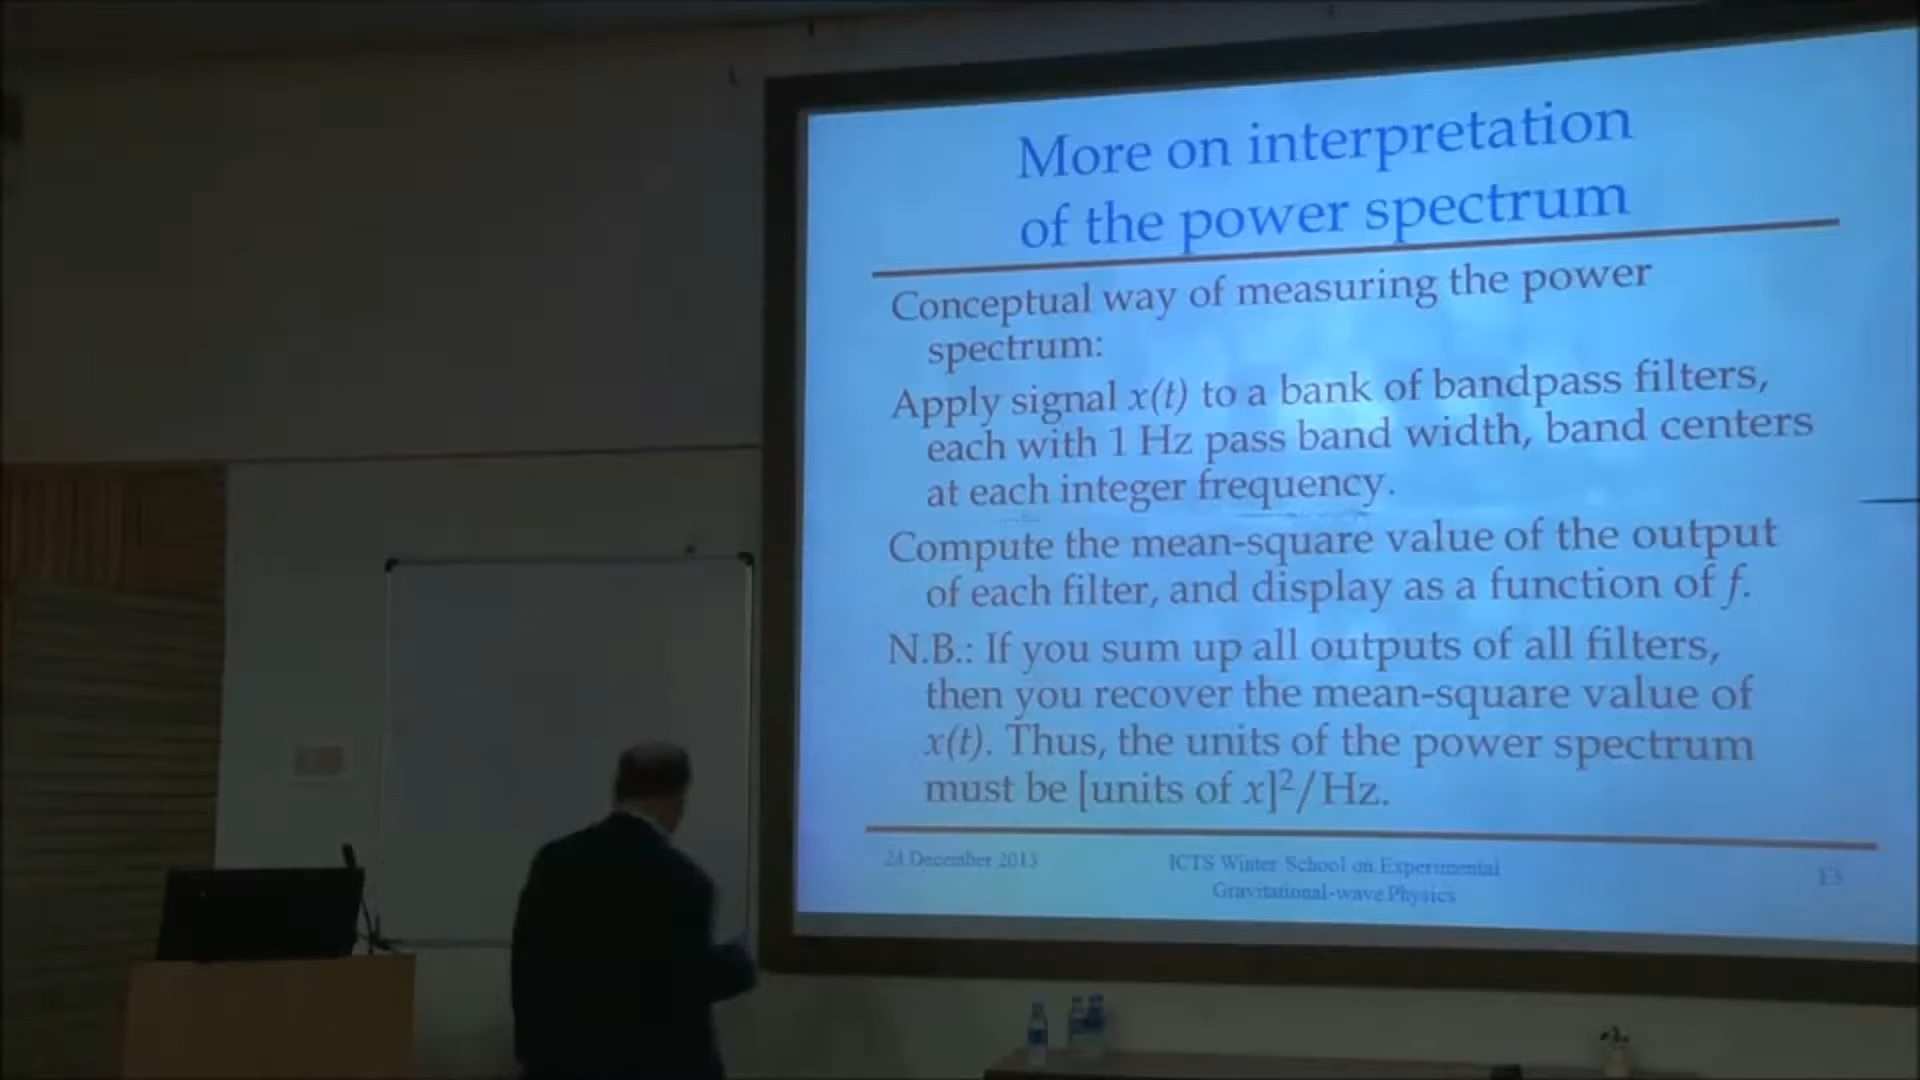 More on interpretation
of the power spectrum
Conceptual way of measuring the power
spectrum:
Apply signal x(t) to a bank of bandpass filters,
each with 1 Hz pass band width, band centers
at each integer frequency.
Compute the mean-square value of the output
of each filter, and display as a function of f.
N.B.: If you sum up all outputs of all filters,
then you recover the mean-square value of
x(t). Thus, the units of the power spectrum
must be [units of x]²/Hz.
24 December 2013
ICTS Winter School on Experimental
Gravitational-wave Physics
13